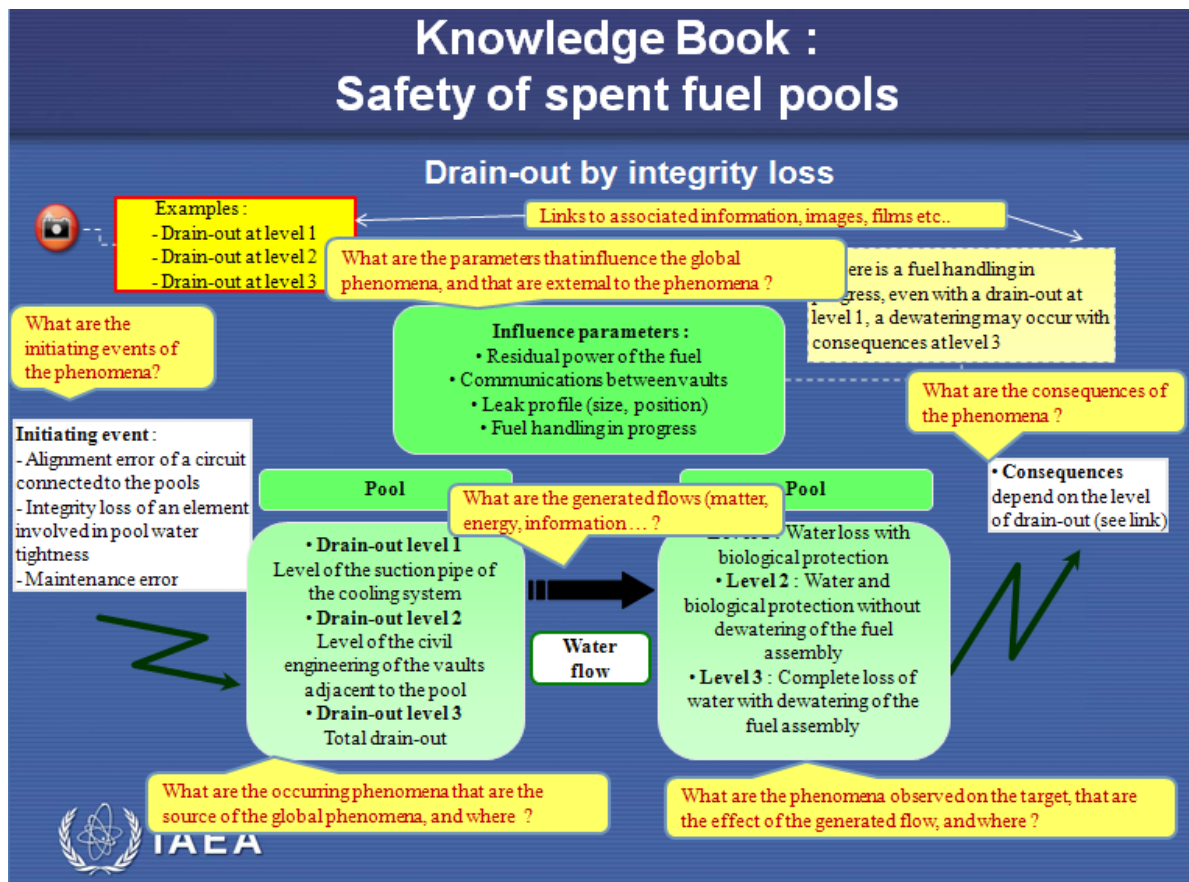 Knowledge Book :
Safety of spent fuel pools
Drain-out by integrity loss
Examples :
- Drain-out at level 1
- Drain-out at level 2
- Drain-out at level 3
Links to associated information, images, films etc..
What are the parameters that influence the global
phenomena, and that are external to the phenomena ?
ere is a fuel handling in
progress, even with a drain-out at
level 1, a dewatering may occur with
consequences at level 3
What are the
initiating events of
the phenomena?
Influence parameters :
• Residual power of the fuel
• Communications between vaults
• Leak profile (size, position)
• Fuel handling in progress
What are the consequences of
the phenomena ?
Initiating event :
- Alignment error of a circuit
connected to the pools
- Integrity loss of an element
involved in pool water
tightness
- Maintenance error
• Consequences
depend on the level
of drain-out (see link)
Pool
What are the generated flows (matter,
energy, information … ?
Pool
• Drain-out level 1
Level of the suction pipe of
the cooling system
• Drain-out level 2
Level of the civil
engineering of the vaults
adjacent to the pool
• Drain-out level 3
Total drain-out
Water
flow
: Water loss with
biological protection
• Level 2 : Water and
biological protection without
dewatering of the fuel
assembly
• Level 3 : Complete loss of
water with dewatering of the
fuel assembly
What are the occurring phenomena that are the
source of the global phenomena, and where ?
What are the phenomena observed on the target, that are
the effect of the generated flow, and where ?
IAEA